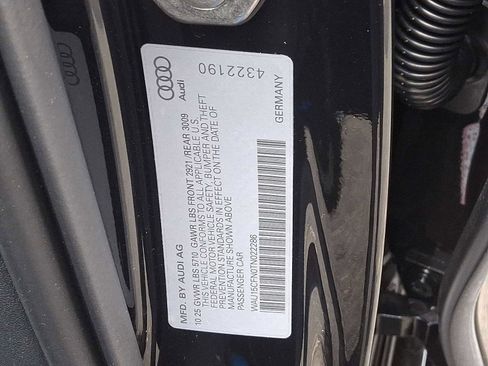 MFD. BY AUDI AG
10.25 GVWR LBS 5710 GAWR LBS FRONT 2921 /REAR 3009
THIS VEHICLE CONFORMS TO ALL APPLICABLE U.S.
FEDERAL MOTOR VEHICLE SAFETY, BUMPER AND THEFT
PREVENTION STANDARDS IN EFFECT ON THE DATE OF
MANUFACTURE SHOWN ABOVE
PASSENGER CAR
Audi
4322190
GERMANY